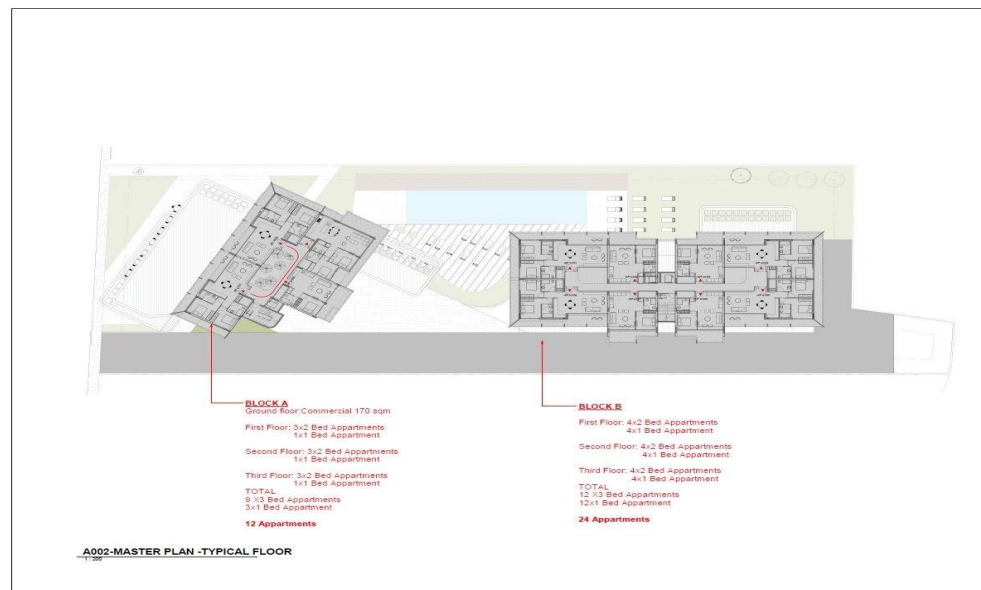 BLOCK A
Ground floor:Commercial 170 sqm
First Floor: 3x2 Bed Appartments
1x1 Bed Appartment
Second Floor: 3x2 Bed Appartments
1x1 Bed Appartment
Third Floor: 3x2 Bed Appartments
1x1 Bed Appartment
TOTAL
9 X3 Bed Appartments
3x1 Bed Appartment
12 Appartments
BLOCK B
First Floor: 4x2 Bed Appartments
4x1 Bed Appartment
Second Floor: 4x2 Bed Appartments
4x1 Bed Appartment
Third Floor: 4x2 Bed Appartments
4x1 Bed Appartment
TOTAL
12 X3 Bed Appartments
12x1 Bed Appartment
24 Appartments
A002-MASTER PLAN -TYPICAL FLOOR
1 : 200